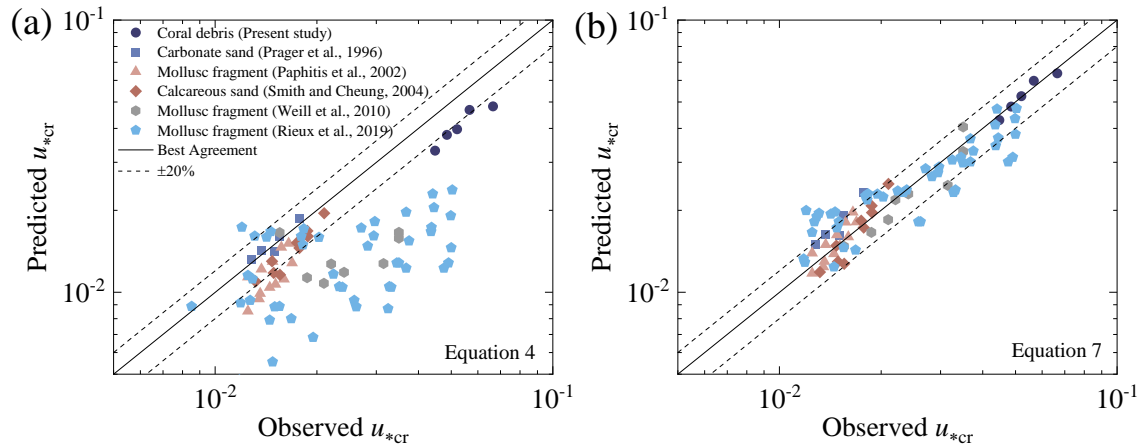 (a)
10^-1
Coral debris (Present study)
Carbonate sand (Prager et al., 1996)
Mollusc fragment (Paphitis et al., 2002)
Calcareous sand (Smith and Cheung, 2004)
Mollusc fragment (Weill et al., 2010)
Mollusc fragment (Rieux et al., 2019)
Best Agreement
±20%
Predicted u*cr
10^-2
Equation 4
10^-2
10^-1
Observed u*cr
(b)
10^-1
Predicted u*cr
10^-2
Equation 7
10^-2
10^-1
Observed u*cr